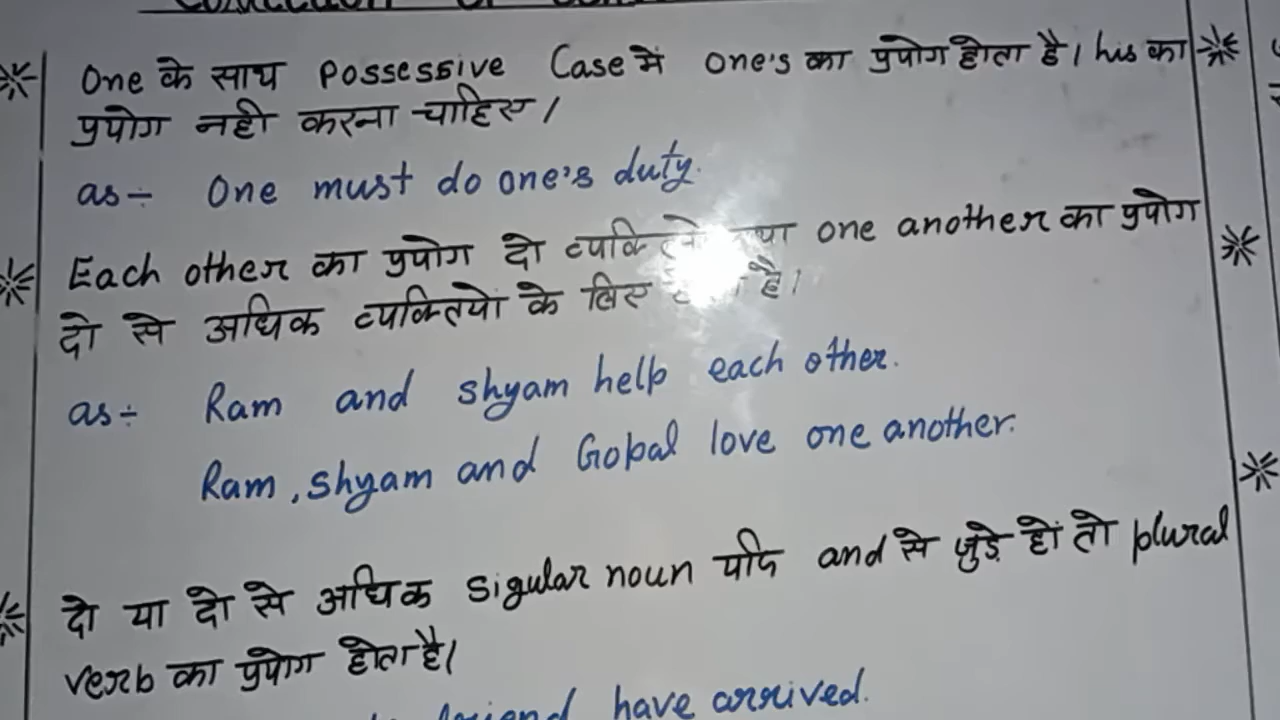 One के साथ Possessive Case में one's का प्रयोग होता है। his का
प्रयोग नही करना चाहिए।
as÷ One must do one's duty.
Each other का प्रयोग दो one another का प्रयोग
दो से अधिक व्यक्तियो के लिए है।
as÷ Ram and shyam help each other.
Ram, shyam and Gopal love one another.
दो या दो से अधिक sigular noun यदि and से जुड़े हों तो plural
verb का प्रयोग होता है।
friend have arrived.